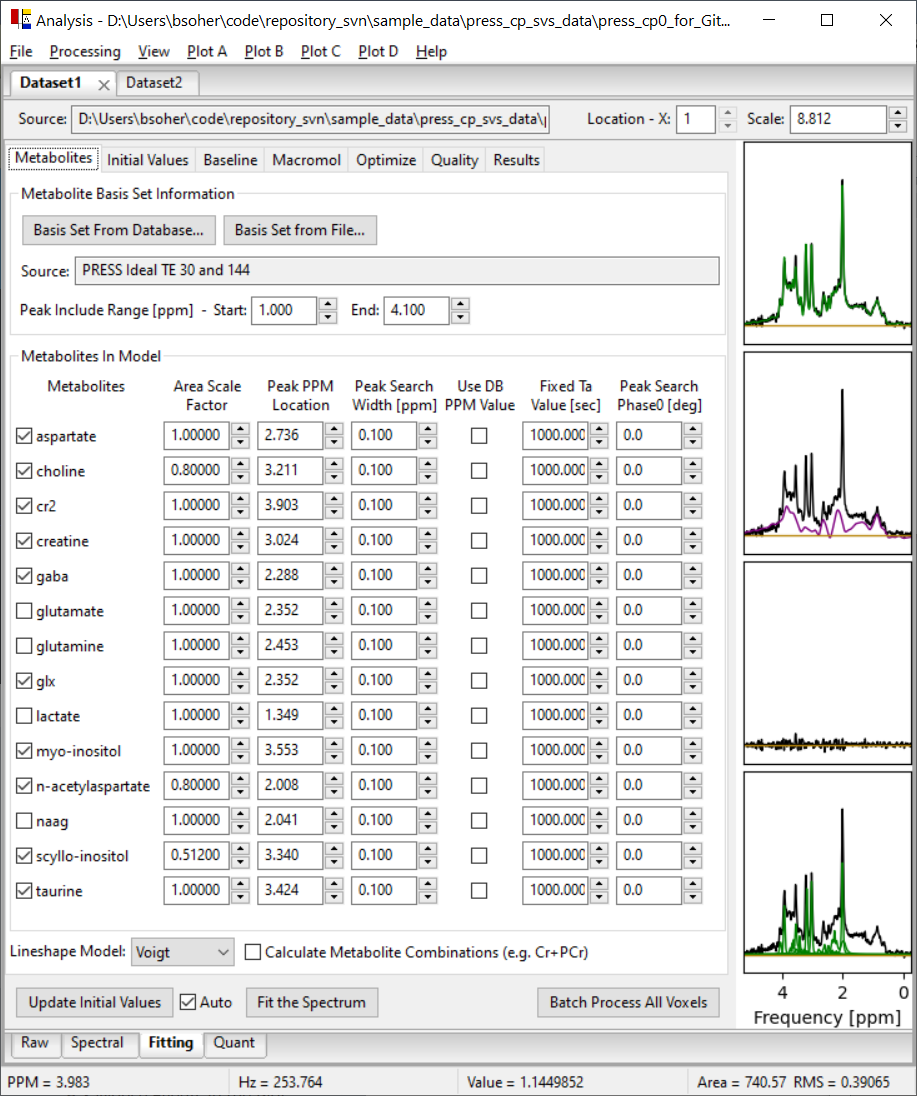 Analysis - D:\Users\bsoher\code\repository_svn\sample_data\press_cp_svs_data\press_cp0_for_Git...
File Processing View Plot A Plot B Plot C Plot D Help
Dataset1 Dataset2
Source: D:\Users\bsoher\code\repository_svn\sample_data\press_cp_svs_data\ Location - X: 1 Scale: 8.812
Metabolites Initial Values Baseline Macromol Optimize Quality Results
Metabolite Basis Set Information
Basis Set From Database... Basis Set from File...
Source: PRESS Ideal TE 30 and 144
Peak Include Range [ppm] - Start: 1.000 End: 4.100
Metabolites In Model
Metabolites Area Scale Peak PPM Peak Search Use DB Fixed Ta Peak Search
Factor Location Width [ppm] PPM Value Value [sec] Phase0 [deg]
aspartate 1.00000 2.736 0.100 1000.000 0.0
choline 0.80000 3.211 0.100 1000.000 0.0
cr2 1.00000 3.903 0.100 1000.000 0.0
creatine 1.00000 3.024 0.100 1000.000 0.0
gaba 1.00000 2.288 0.100 1000.000 0.0
glutamate 1.00000 2.352 0.100 1000.000 0.0
glutamine 1.00000 2.453 0.100 1000.000 0.0
glx 1.00000 2.352 0.100 1000.000 0.0
lactate 1.00000 1.349 0.100 1000.000 0.0
myo-inositol 1.00000 3.553 0.100 1000.000 0.0
n-acetylaspartate 0.80000 2.008 0.100 1000.000 0.0
naag 1.00000 2.041 0.100 1000.000 0.0
scyllo-inositol 0.51200 3.340 0.100 1000.000 0.0
taurine 1.00000 3.424 0.100 1000.000 0.0
Lineshape Model: Voigt Calculate Metabolite Combinations (e.g. Cr+PCr)
Update Initial Values Auto Fit the Spectrum Batch Process All Voxels
4 2 0
Frequency [ppm]
Raw Spectral Fitting Quant
PPM = 3.983 Hz = 253.764 Value = 1.1449852 Area = 740.57 RMS = 0.39065